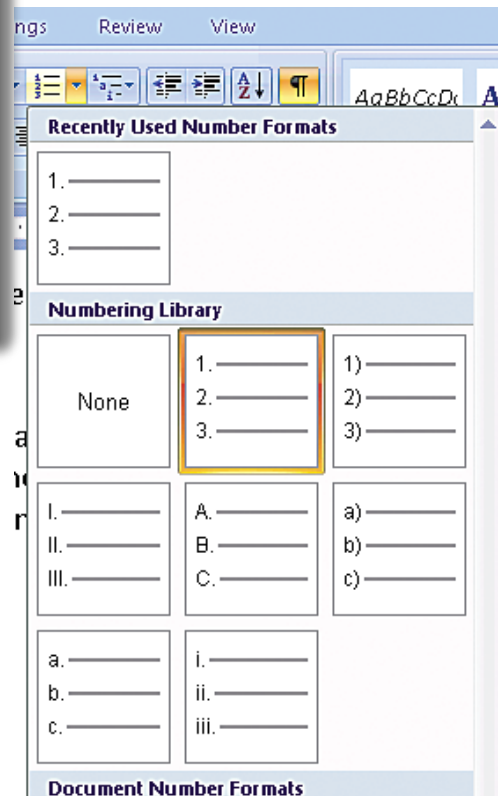 ngs Review View
AaBbCcDc A
Recently Used Number Formats
1.
2.
3.
Numbering Library
None
1.
2.
3.
1)
2)
3)
I.
II.
III.
A.
B.
C.
a)
b)
c)
a.
b.
c.
i.
ii.
iii.
Document Number Formats